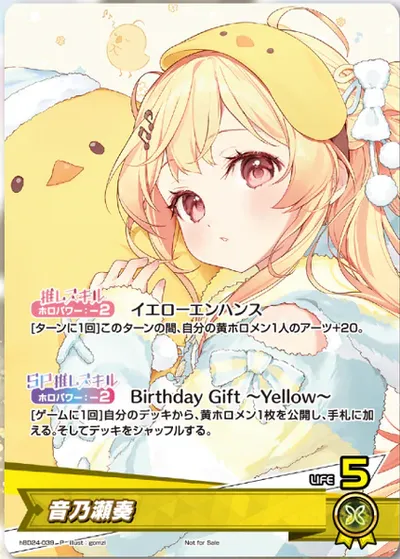 推しスキル
ホロパワー：-2
イエローエンハンス
[ターンに1回]このターンの間、自分の黄ホロメン1人のアーツ+20。
SP推しスキル
ホロパワー：-2
Birthday Gift ～Yellow～
[ゲームに1回]自分のデッキから、黄ホロメン1枚を公開し、手札に加
える。そしてデッキをシャッフルする。
LIFE 5
音乃瀬奏
hBD24-039 P Illust：gomzi
Not for Sale